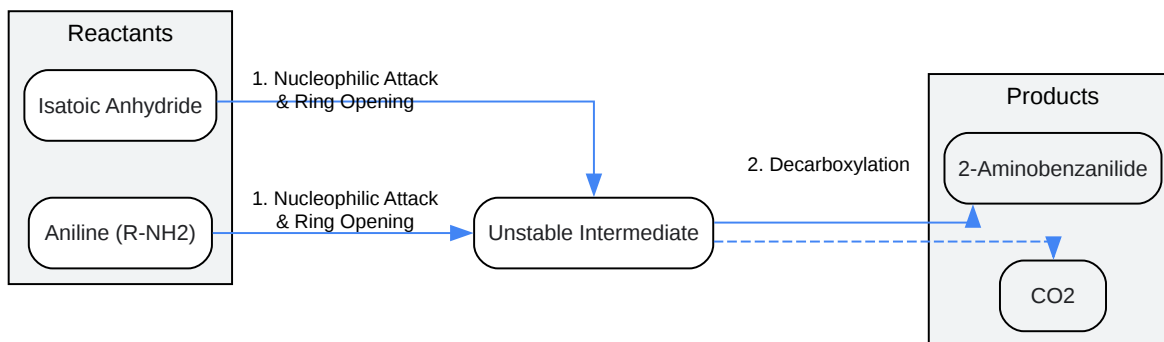 Reactants
Isatoic Anhydride
1. Nucleophilic Attack
& Ring Opening
Aniline (R-NH2)
1. Nucleophilic Attack
& Ring Opening
Unstable Intermediate
2. Decarboxylation
Products
2-Aminobenzanilide
CO2